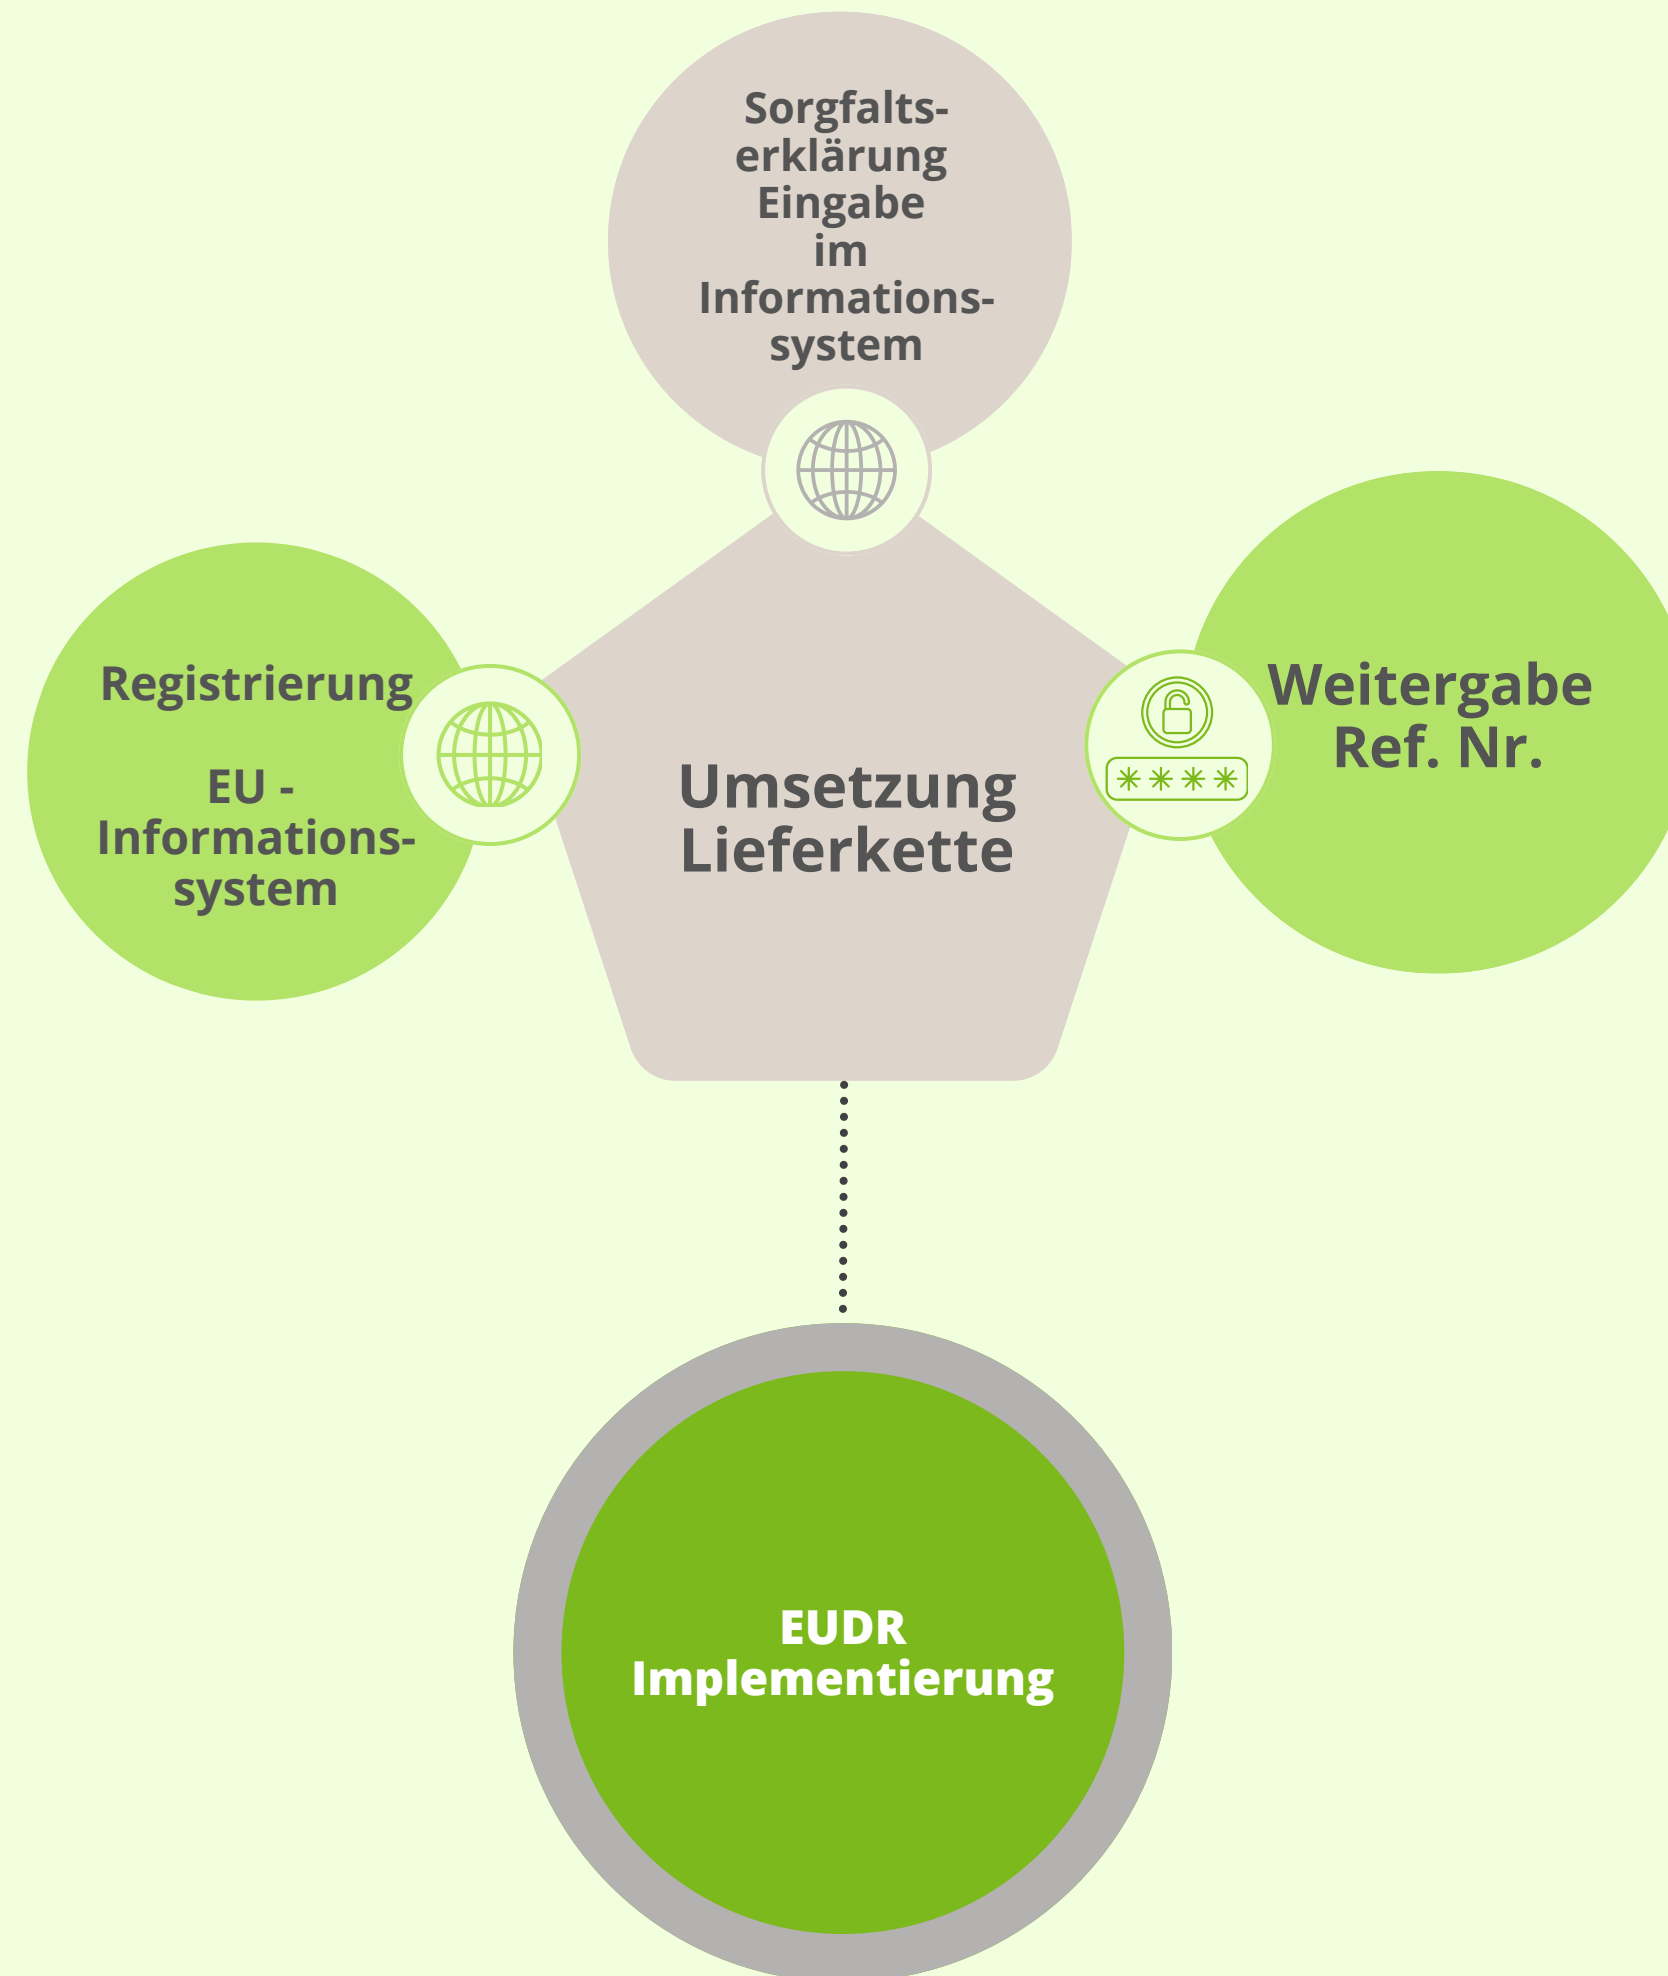 Sorgfalts-
erklärung
Eingabe
im
Informations-
system
Registrierung
EU -
Informations-
system
Weitergabe
Ref. Nr.
Umsetzung
Lieferkette
EUDR
Implementierung